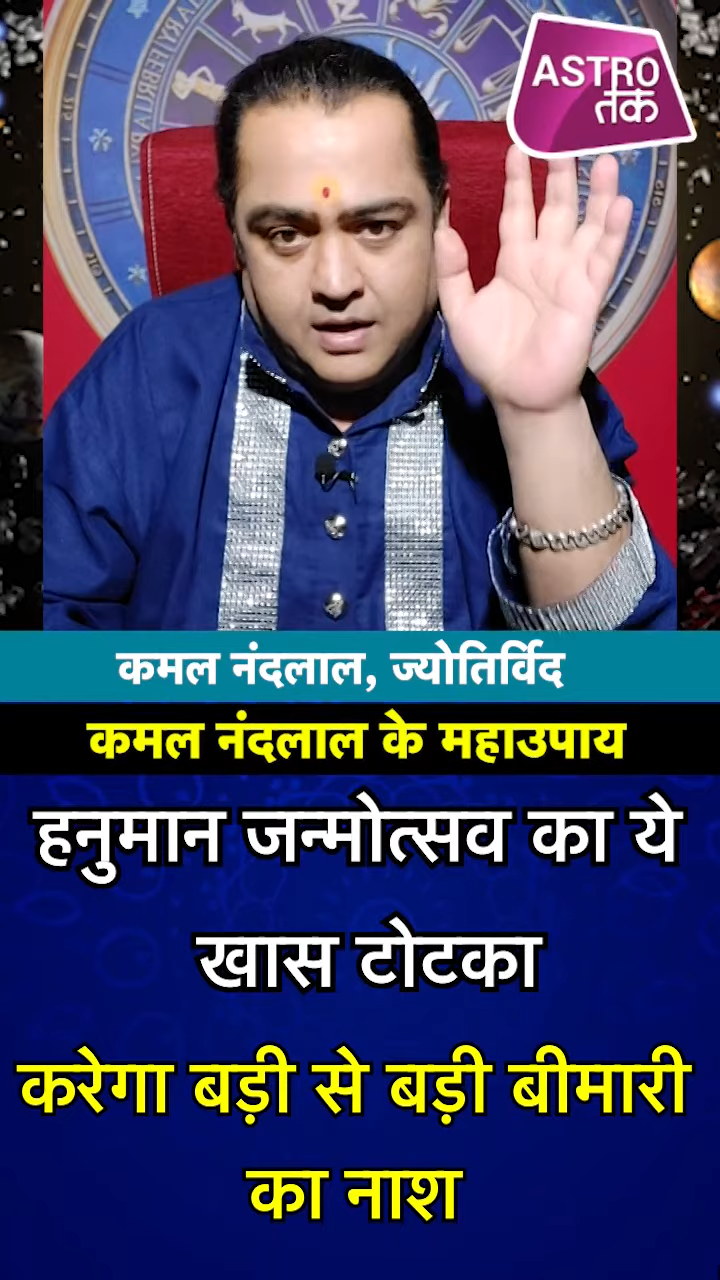 ASTRO
तक
कमल नंदलाल, ज्योतिर्विद
कमल नंदलाल के महाउपाय
हनुमान जन्मोत्सव का ये
खास टोटका
करेगा बड़ी से बड़ी बीमारी
का नाश